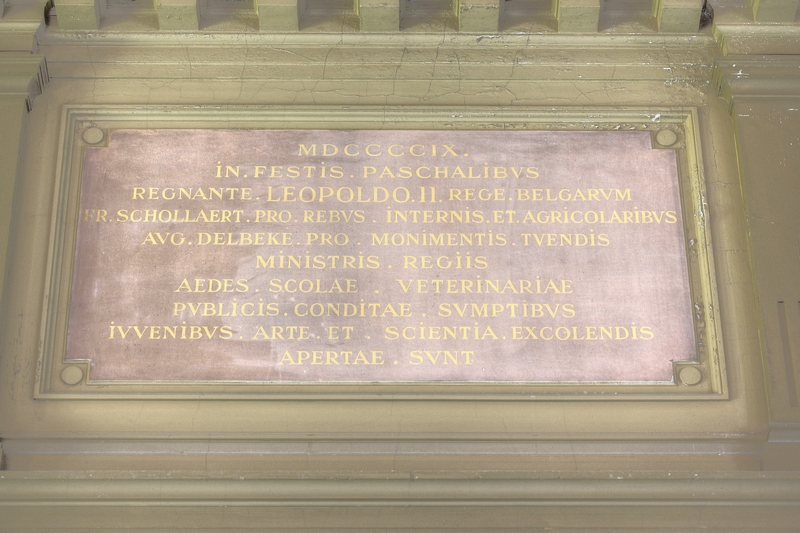 MDCCCCCIX.
IN. FESTIS. PASCHALIBVS
REGNANTE. LEOPOLDO. II. REGE. BELGARVM
FR. SCHOLLAERT. PRO. REBVS. INTERNIS. ET. AGRICOLARIBVS
AVG. DELBEKE. PRO. MONIMENTIS. TVENDIS
MINISTRIS. REGIIS
AEDES. SCOLAE. VETERINARIAE
PVBLICIS. CONDITAE. SVMPTIBVS
IVVENIBVS. ARTE. ET. SCIENTIA. EXCOLENDIS
APERTAE. SVNT